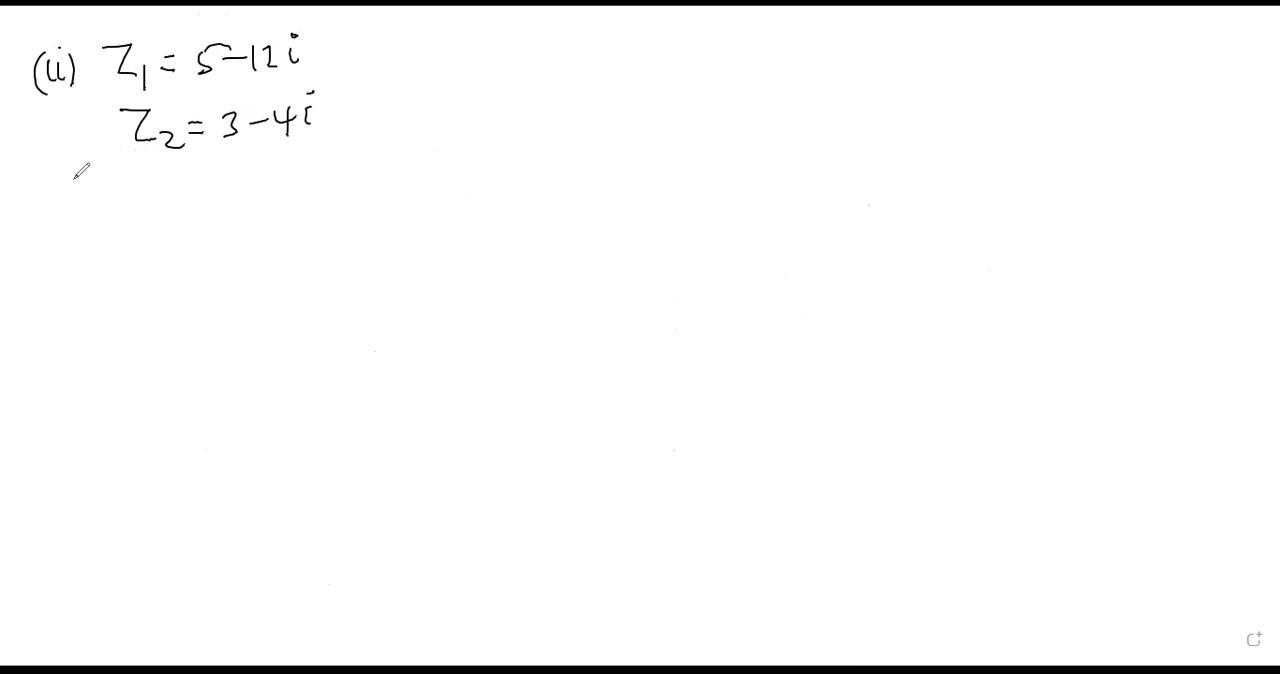 (ii) Z₁ = 5-12i
Z₂ = 3-4i